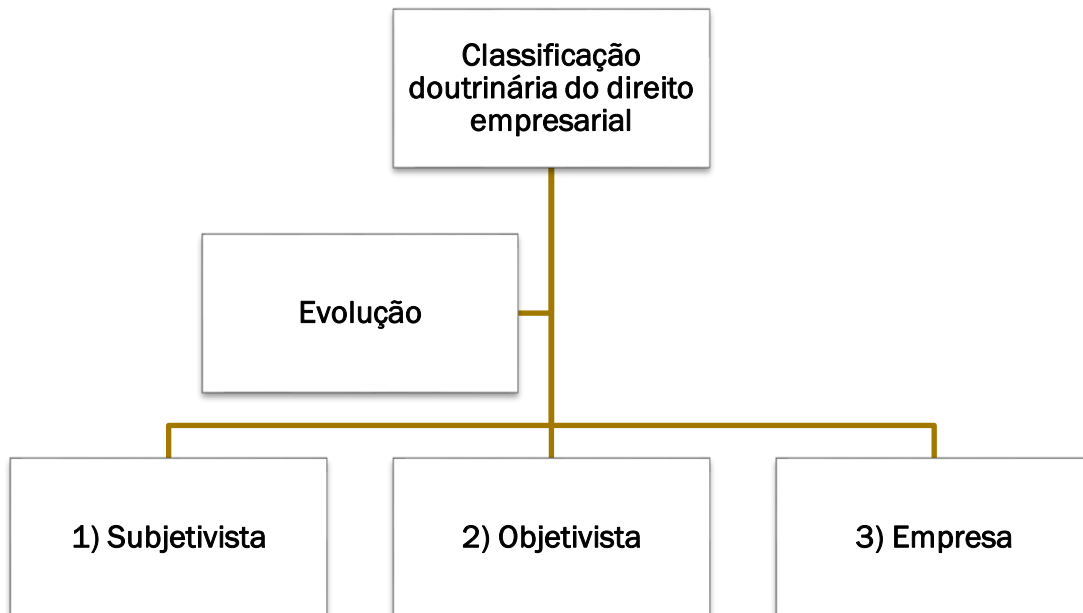 Classificação
doutrinária do direito
empresarial
Evolução
1) Subjetivista
2) Objetivista
3) Empresa